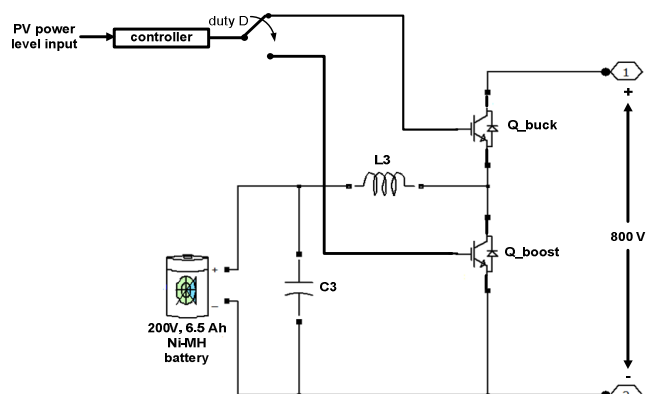 PV power
level input
controller
duty D
1
+
Q_buck
L3
800 V
Q_boost
+
C3
–
200V, 6.5 Ah
Ni-MH
battery
-
2